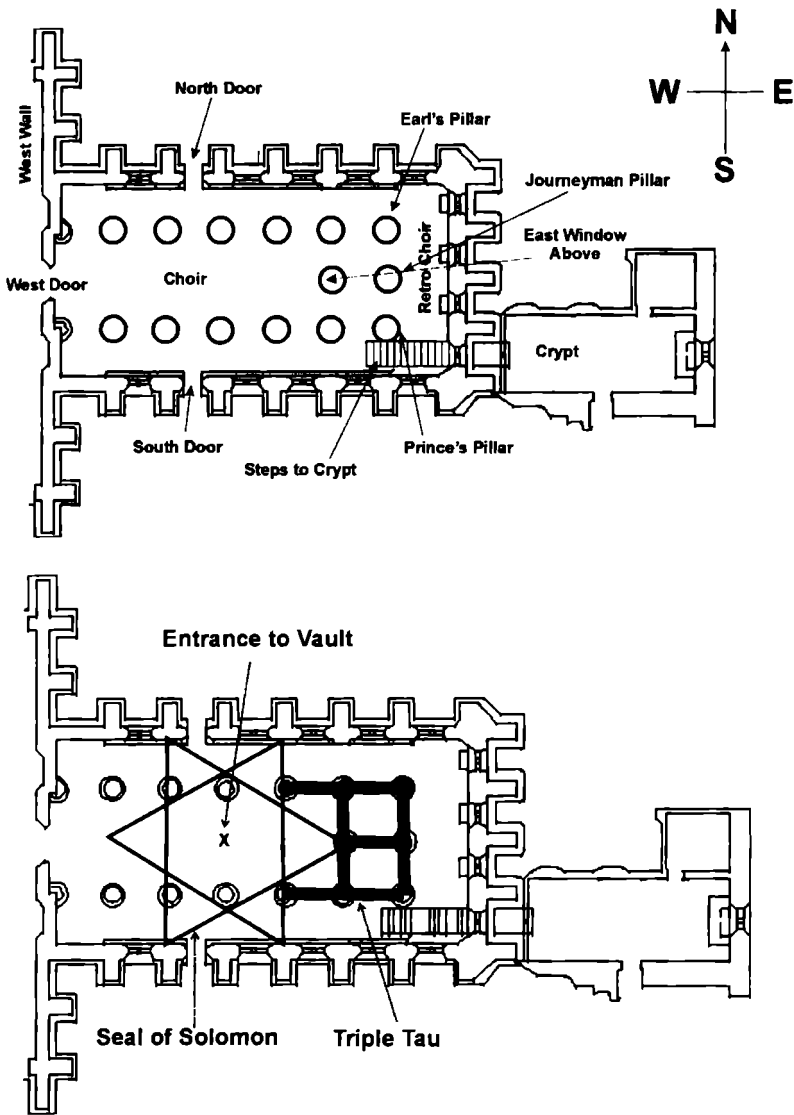 N
W E
S
North Door
Earl's Pillar
West Wall
Journeyman Pillar
East Window
Above
Retro Choir
Choir
West Door
Crypt
South Door
Prince's Pillar
Steps to Crypt
Entrance to Vault
X
Seal of Solomon
Triple Tau